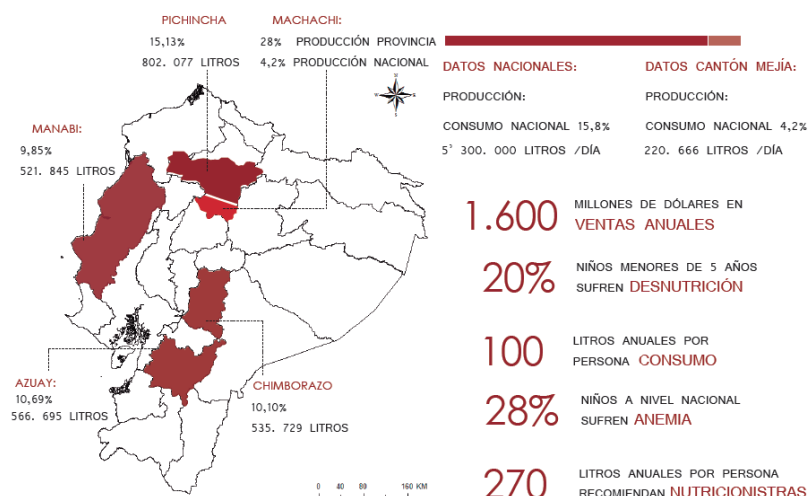 PICHINCHA
15,13%
802. 077 LITROS
MACHACHI:
28% PRODUCCIÓN PROVINCIA
4,2% PRODUCCIÓN NACIONAL
MANABI:
9,85%
521. 845 LITROS
AZUAY:
10,69%
566. 695 LITROS
CHIMBORAZO
10,10%
535. 729 LITROS
N
0 40 80 160 KM
DATOS NACIONALES:
PRODUCCIÓN:
CONSUMO NACIONAL 15,8%
5' 300. 000 LITROS /DÍA
DATOS CANTÓN MEJÍA:
PRODUCCIÓN:
CONSUMO NACIONAL 4,2%
220. 666 LITROS /DÍA
1.600 MILLONES DE DÓLARES EN
VENTAS ANUALES
20% NIÑOS MENORES DE 5 AÑOS
SUFREN DESNUTRICIÓN
100 LITROS ANUALES POR
PERSONA CONSUMO
28% NIÑOS A NIVEL NACIONAL
SUFREN ANEMIA
270 LITROS ANUALES POR PERSONA
RECOMIENDAN NUTRICIONISTRAS